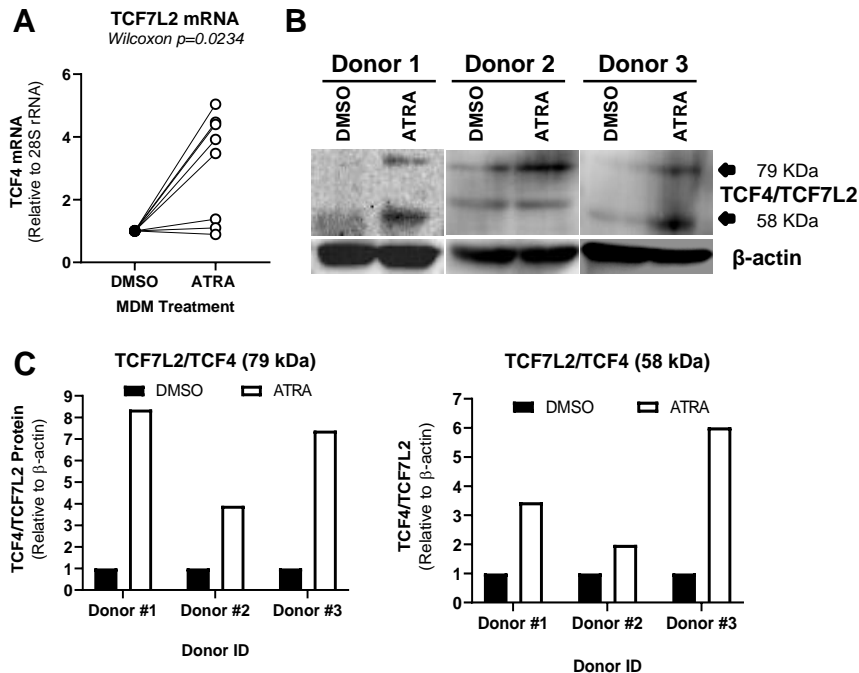 A
TCF7L2 mRNA
Wilcoxon p=0.0234
TCF4 mRNA
(Relative to 28S rRNA)
6
4
2
0
DMSO
ATRA
MDM Treatment
B
Donor 1
Donor 2
Donor 3
DMSO
ATRA
DMSO
ATRA
DMSO
ATRA
79 KDa
TCF4/TCF7L2
58 KDa
β-actin
C
TCF7L2/TCF4 (79 kDa)
DMSO
ATRA
TCF4/TCF7L2 Protein
(Relative to β-actin)
9
8
7
6
5
4
3
2
1
0
Donor #1
Donor #2
Donor #3
Donor ID
TCF7L2/TCF4 (58 kDa)
DMSO
ATRA
TCF4/TCF7L2
(Relative to β-actin)
7
6
5
4
3
2
1
0
Donor #1
Donor #2
Donor #3
Donor ID